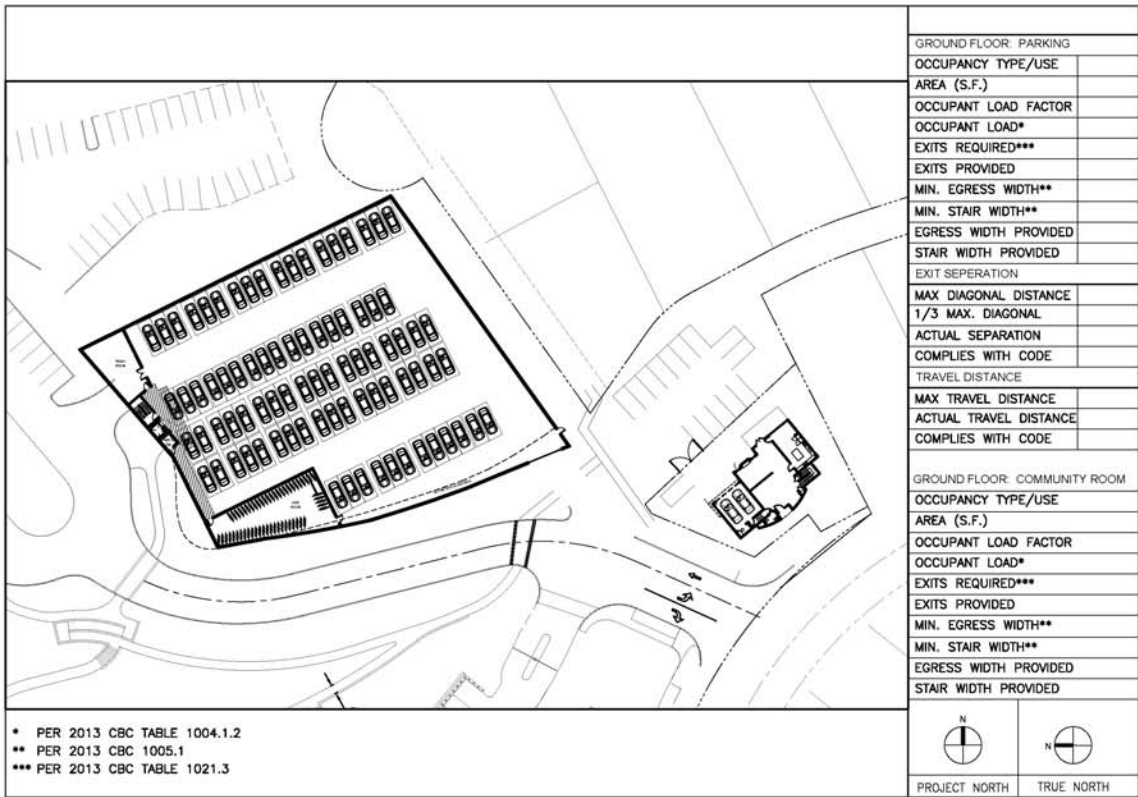 GROUND FLOOR: PARKING
OCCUPANCY TYPE/USE
AREA (S.F.)
OCCUPANT LOAD FACTOR
OCCUPANT LOAD*
EXITS REQUIRED***
EXITS PROVIDED
MIN. EGRESS WIDTH**
MIN. STAIR WIDTH**
EGRESS WIDTH PROVIDED
STAIR WIDTH PROVIDED
EXIT SEPERATION
MAX DIAGONAL DISTANCE
1/3 MAX. DIAGONAL
ACTUAL SEPARATION
COMPLIES WITH CODE
TRAVEL DISTANCE
MAX TRAVEL DISTANCE
ACTUAL TRAVEL DISTANCE
COMPLIES WITH CODE
GROUND FLOOR: COMMUNITY ROOM
OCCUPANCY TYPE/USE
AREA (S.F.)
OCCUPANT LOAD FACTOR
OCCUPANT LOAD*
EXITS REQUIRED***
EXITS PROVIDED
MIN. EGRESS WIDTH**
MIN. STAIR WIDTH**
EGRESS WIDTH PROVIDED
STAIR WIDTH PROVIDED
N
N
PROJECT NORTH
TRUE NORTH
* PER 2013 CBC TABLE 1004.1.2
** PER 2013 CBC 1005.1
*** PER 2013 CBC TABLE 1021.3